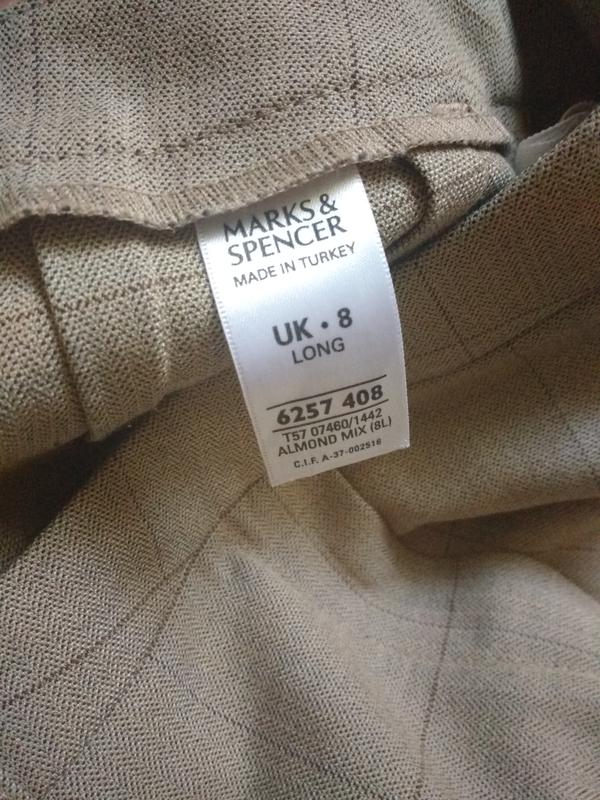 MARKS &
SPENCER
MADE IN TURKEY
UK • 8
LONG
6257 408
T57 07460/1442
ALMOND MIX (8L)
C.I.F. A-37-002516